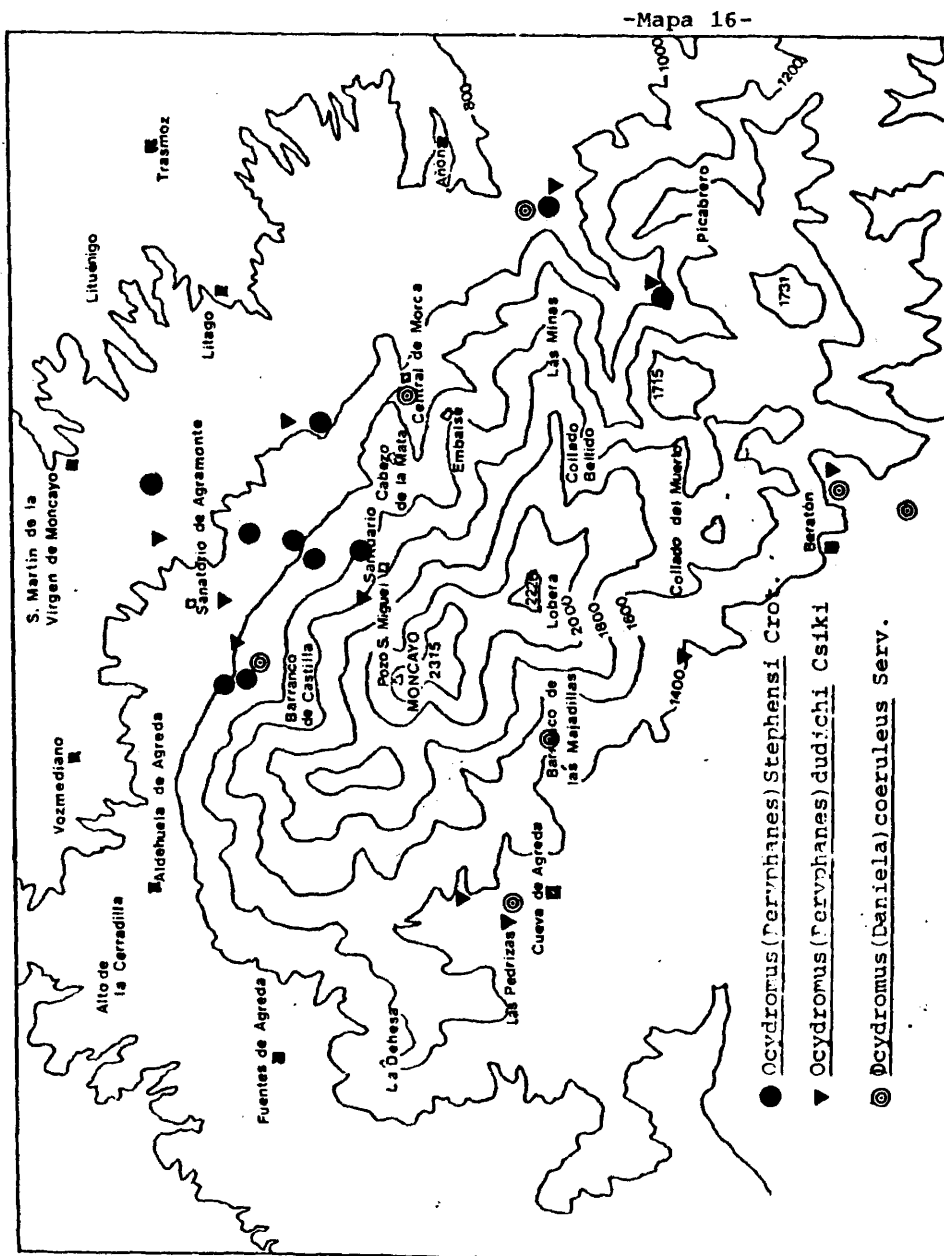 -Mapa 16-
S. Martin de la
Virgen de Moncayo
Lituénigo
Trasmoz
Litago
Vozmediano
Alto de
la Cerradilla
Aldehuela de Agreda
Sanatorio de Agramonte
Fuentes de Agreda
Añón
800
1000
1200
Barranco
de Castilla
Santuario
Cabezo
de la Mata
Central de Morca
Embalse
Pozo S. Miguel
MONCAYO
2315
La Dehesa
Las Pedrizas
Cueva de Agreda
Barranco de
las Majadillas
Lobera
2226
2000
1800
1600
1400
Collado
Bellido
Las Minas
Picabrero
1715
1731
Collado del Muerto
Beratón
Ocydromus(Peryphanes)Stephensi Crot.
Ocydromus(Peryphanes)dudichi Csiki
Ocydromus(Daniela)coeruleus Serv.